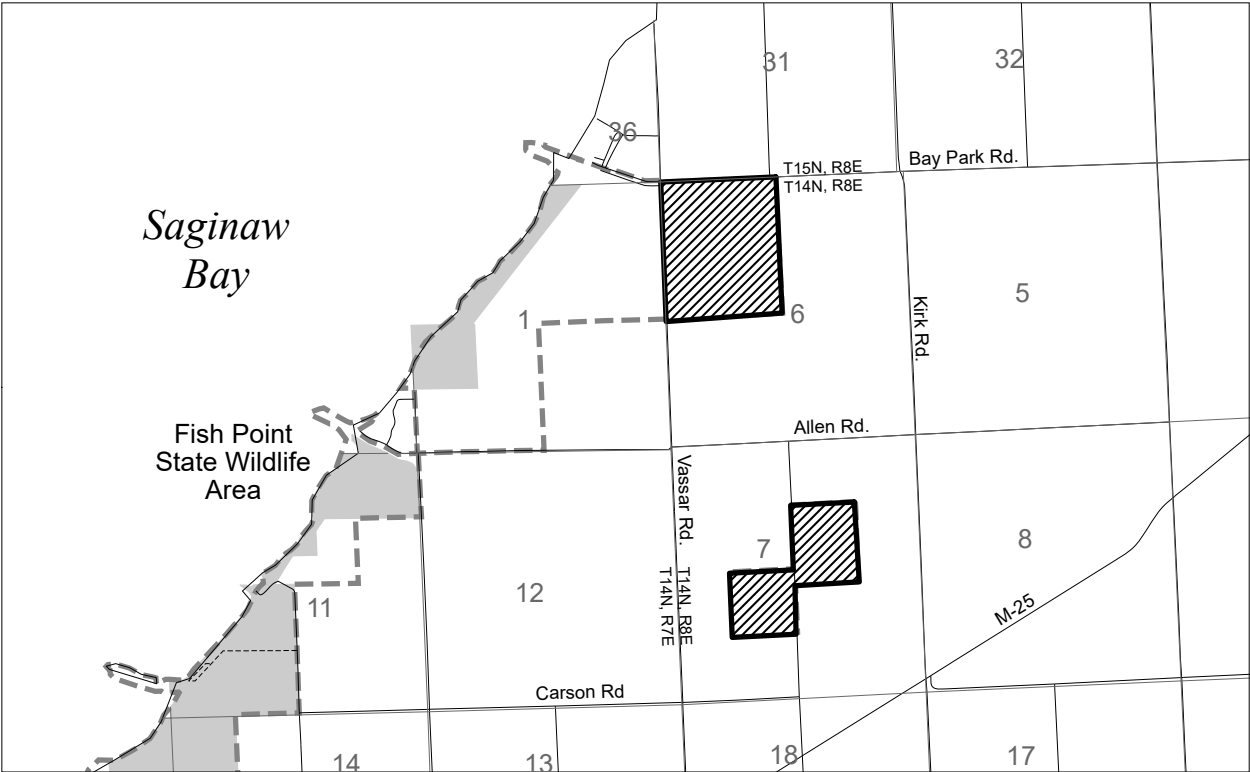 31
32
36
Bay Park Rd.
T15N, R8E
T14N, R8E
Saginaw
Bay
5
1
6
Kirk Rd.
Allen Rd.
Fish Point
State Wildlife
Area
Vassar Rd.
7
8
12
11
T14N, R8E
T14N, R7E
M-25
Carson Rd
14
13
18
17